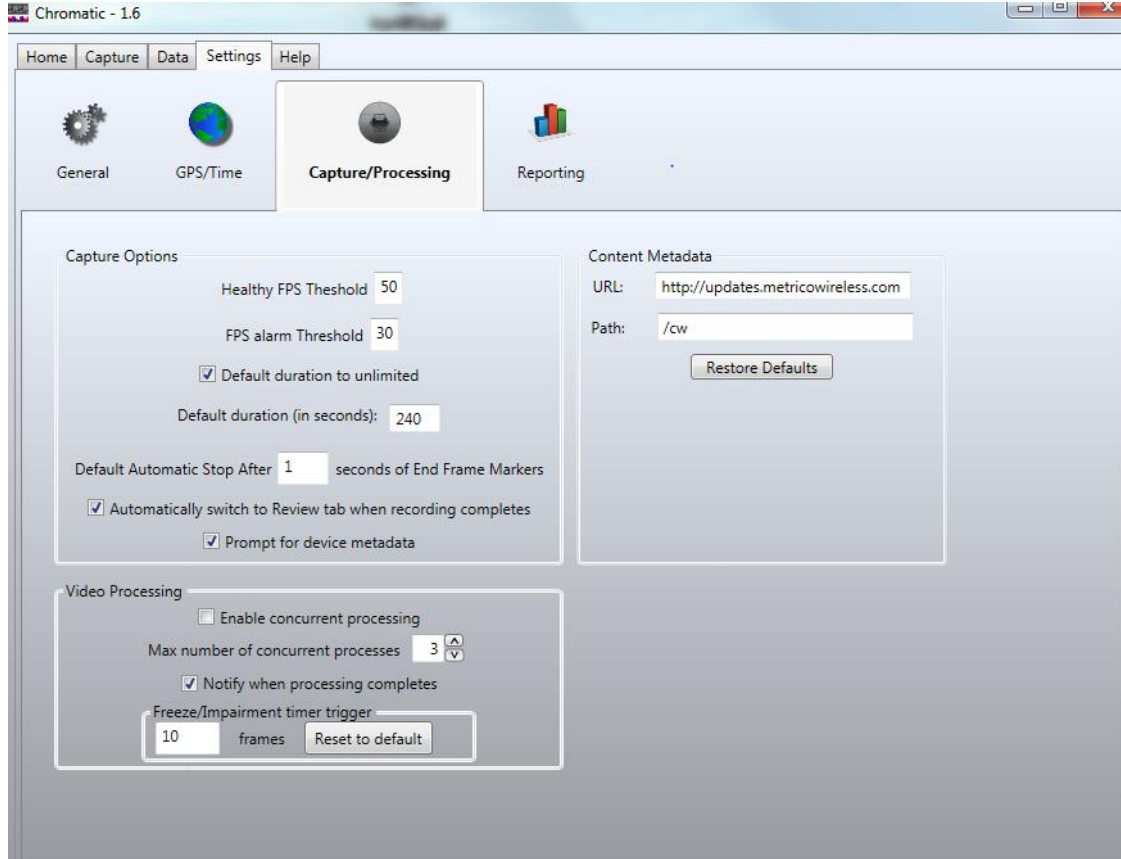 Chromatic - 1.6
Home Capture Data Settings Help
General GPS/Time Capture/Processing Reporting
Capture Options
Healthy FPS Theshold 50
FPS alarm Threshold 30
Default duration to unlimited
Default duration (in seconds): 240
Default Automatic Stop After 1 seconds of End Frame Markers
Automatically switch to Review tab when recording completes
Prompt for device metadata
Content Metadata
URL: http://updates.metricowireless.com
Path: /cw
Restore Defaults
Video Processing
Enable concurrent processing
Max number of concurrent processes 3
Notify when processing completes
Freeze/Impairment timer trigger
10 frames Reset to default